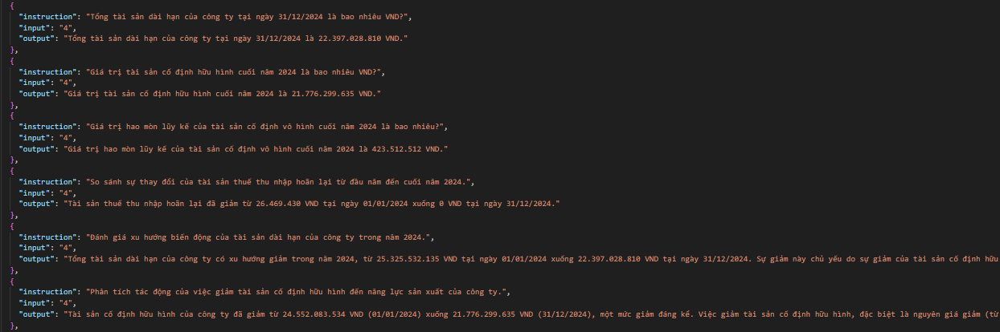 {
"instruction": "Tổng tài sản dài hạn của công ty tại ngày 31/12/2024 là bao nhiêu VND?",
"input": "4",
"output": "Tổng tài sản dài hạn của công ty tại ngày 31/12/2024 là 22.397.028.810 VND."
},
{
"instruction": "Giá trị tài sản cố định hữu hình cuối năm 2024 là bao nhiêu VND?",
"input": "4",
"output": "Giá trị tài sản cố định hữu hình cuối năm 2024 là 21.776.299.635 VND."
},
{
"instruction": "Giá trị hao mòn lũy kế của tài sản cố định vô hình cuối năm 2024 là bao nhiêu?",
"input": "4",
"output": "Giá trị hao mòn lũy kế của tài sản cố định vô hình cuối năm 2024 là 423.512.512 VND."
},
{
"instruction": "So sánh sự thay đổi của tài sản thuế thu nhập hoãn lại từ đầu năm đến cuối năm 2024.",
"input": "4",
"output": "Tài sản thuế thu nhập hoãn lại đã giảm từ 26.469.430 VND tại ngày 01/01/2024 xuống 0 VND tại ngày 31/12/2024."
},
{
"instruction": "Đánh giá xu hướng biến động của tài sản dài hạn của công ty trong năm 2024.",
"input": "4",
"output": "Tổng tài sản dài hạn của công ty có xu hướng giảm trong năm 2024, từ 25.325.532.135 VND tại ngày 01/01/2024 xuống 22.397.028.810 VND tại ngày 31/12/2024. Sự giảm này chủ yếu do sự giảm của tài sản cố định hữu
},
{
"instruction": "Phân tích tác động của việc giảm tài sản cố định hữu hình đến năng lực sản xuất của công ty.",
"input": "4",
"output": "Tài sản cố định hữu hình của công ty đã giảm từ 24.552.083.534 VND (01/01/2024) xuống 21.776.299.635 VND (31/12/2024), một mức giảm đáng kể. Việc giảm tài sản cố định hữu hình, đặc biệt là nguyên giá giảm (từ
},